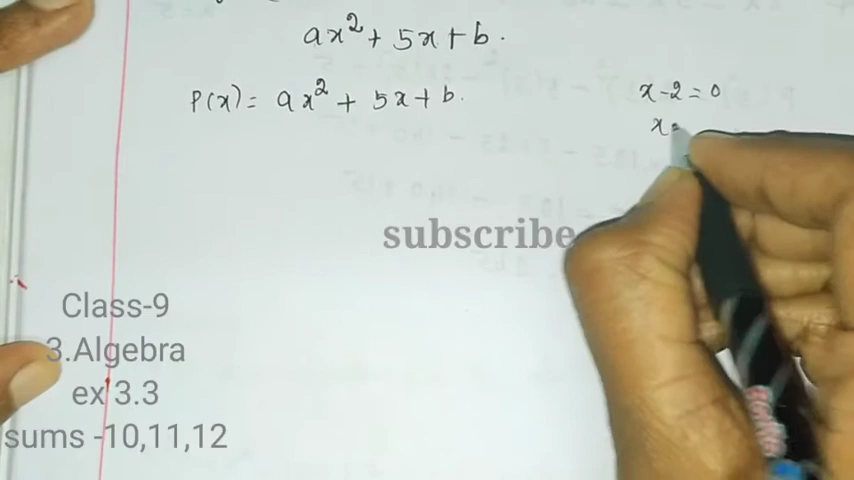 ax² + 5x + b.
P(x) = ax² + 5x + b.
x - 2 = 0
x =
subscribe
Class-9
3.Algebra
ex 3.3
sums -10,11,12